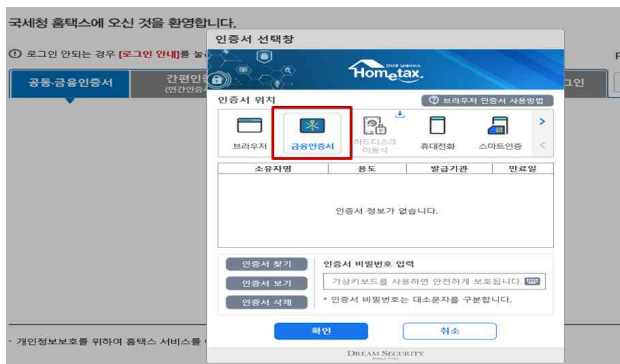 국세청 홈택스에 오신 것을 환영합니다.
인증서 선택창
① 로그인 안되는 경우 [로그인 안내]를 눌
Hometax.
공동·금융인증서
간편인
(민간인증
그인
인증서 위치
브라우저 인증서 사용방법
브라우저
금융인증서
하드디스크
이동식
휴대전화
스마트인증
소유자명 용도 발급기관 만료일
인증서 정보가 없습니다.
인증서 찾기
인증서 비밀번호 입력
인증서 보기
가상키보드를 사용하면 안전하게 보호됩니다.
인증서 삭제
* 인증서 비밀번호는 대소문자를 구분합니다.
확인
취소
· 개인정보보호를 위하여 홈택스 서비스를
DREAM SECURITY